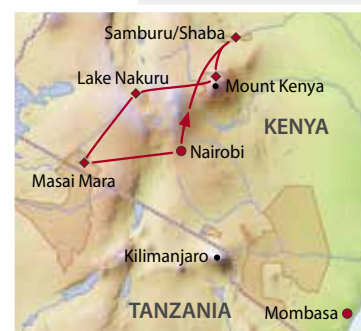 Samburu/Shaba
Lake Nakuru
Mount Kenya
KENYA
Nairobi
Masai Mara
Kilimanjaro
TANZANIA
Mombasa